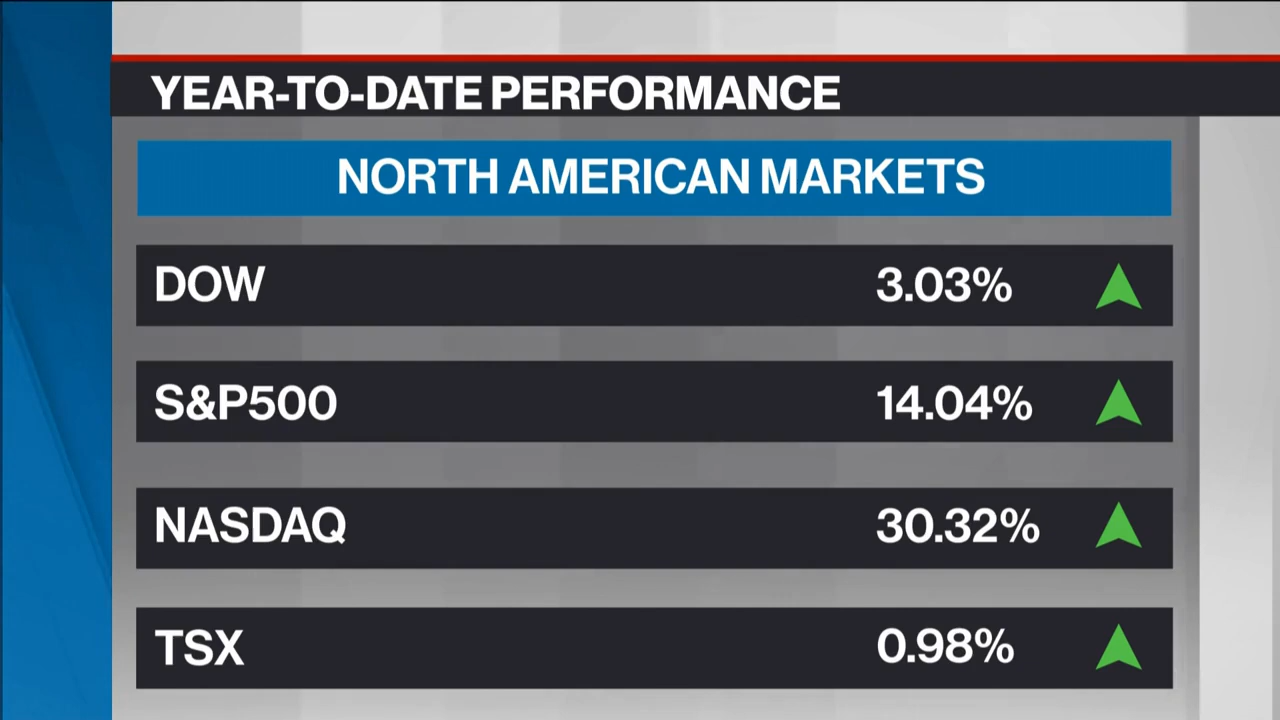 YEAR-TO-DATE PERFORMANCE
NORTH AMERICAN MARKETS
DOW 3.03%
S&P500 14.04%
NASDAQ 30.32%
TSX 0.98%